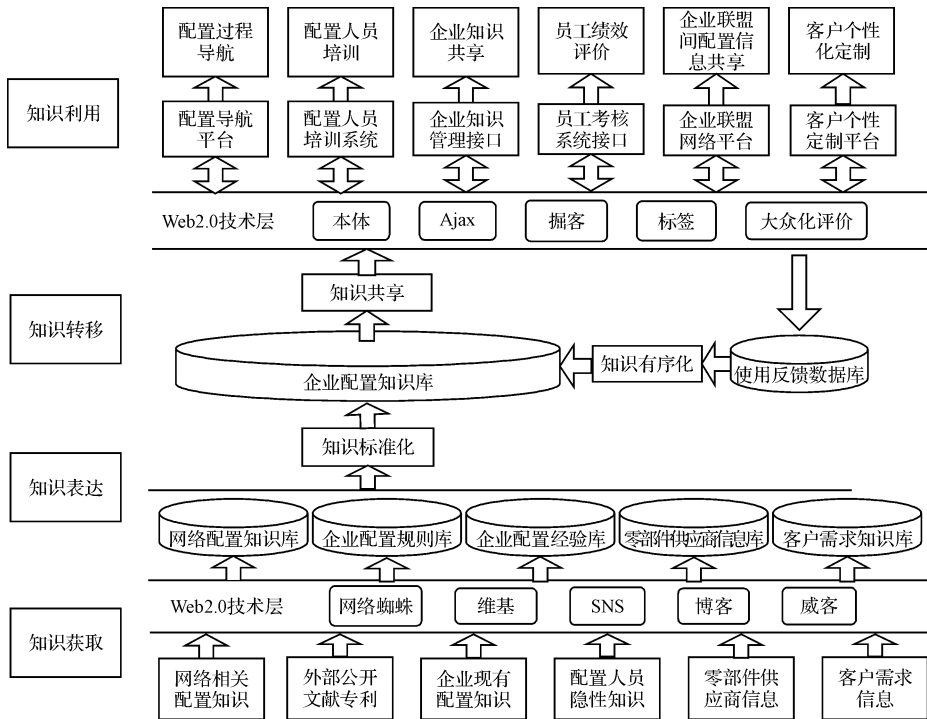 配置过程
导航
配置人员
培训
企业知识
共享
员工绩效
评价
企业联盟
间配置信
息共享
客户个性
化定制
知识利用
配置导航
平台
配置人员
培训系统
企业知识
管理接口
员工考核
系统接口
企业联盟
网络平台
客户个性
定制平台
Web2.0技术层
本体
Ajax
掘客
标签
大众化评价
知识共享
知识转移
企业配置知识库
知识有序化
使用反馈数据库
知识标准化
知识表达
网络配置知识库
企业配置规则库
企业配置经验库
零部件供应商信息库
客户需求知识库
Web2.0技术层
网络蜘蛛
维基
SNS
博客
威客
知识获取
网络相关
配置知识
外部公开
文献专利
企业现有
配置知识
配置人员
隐性知识
零部件供
应商信息
客户需求
信息